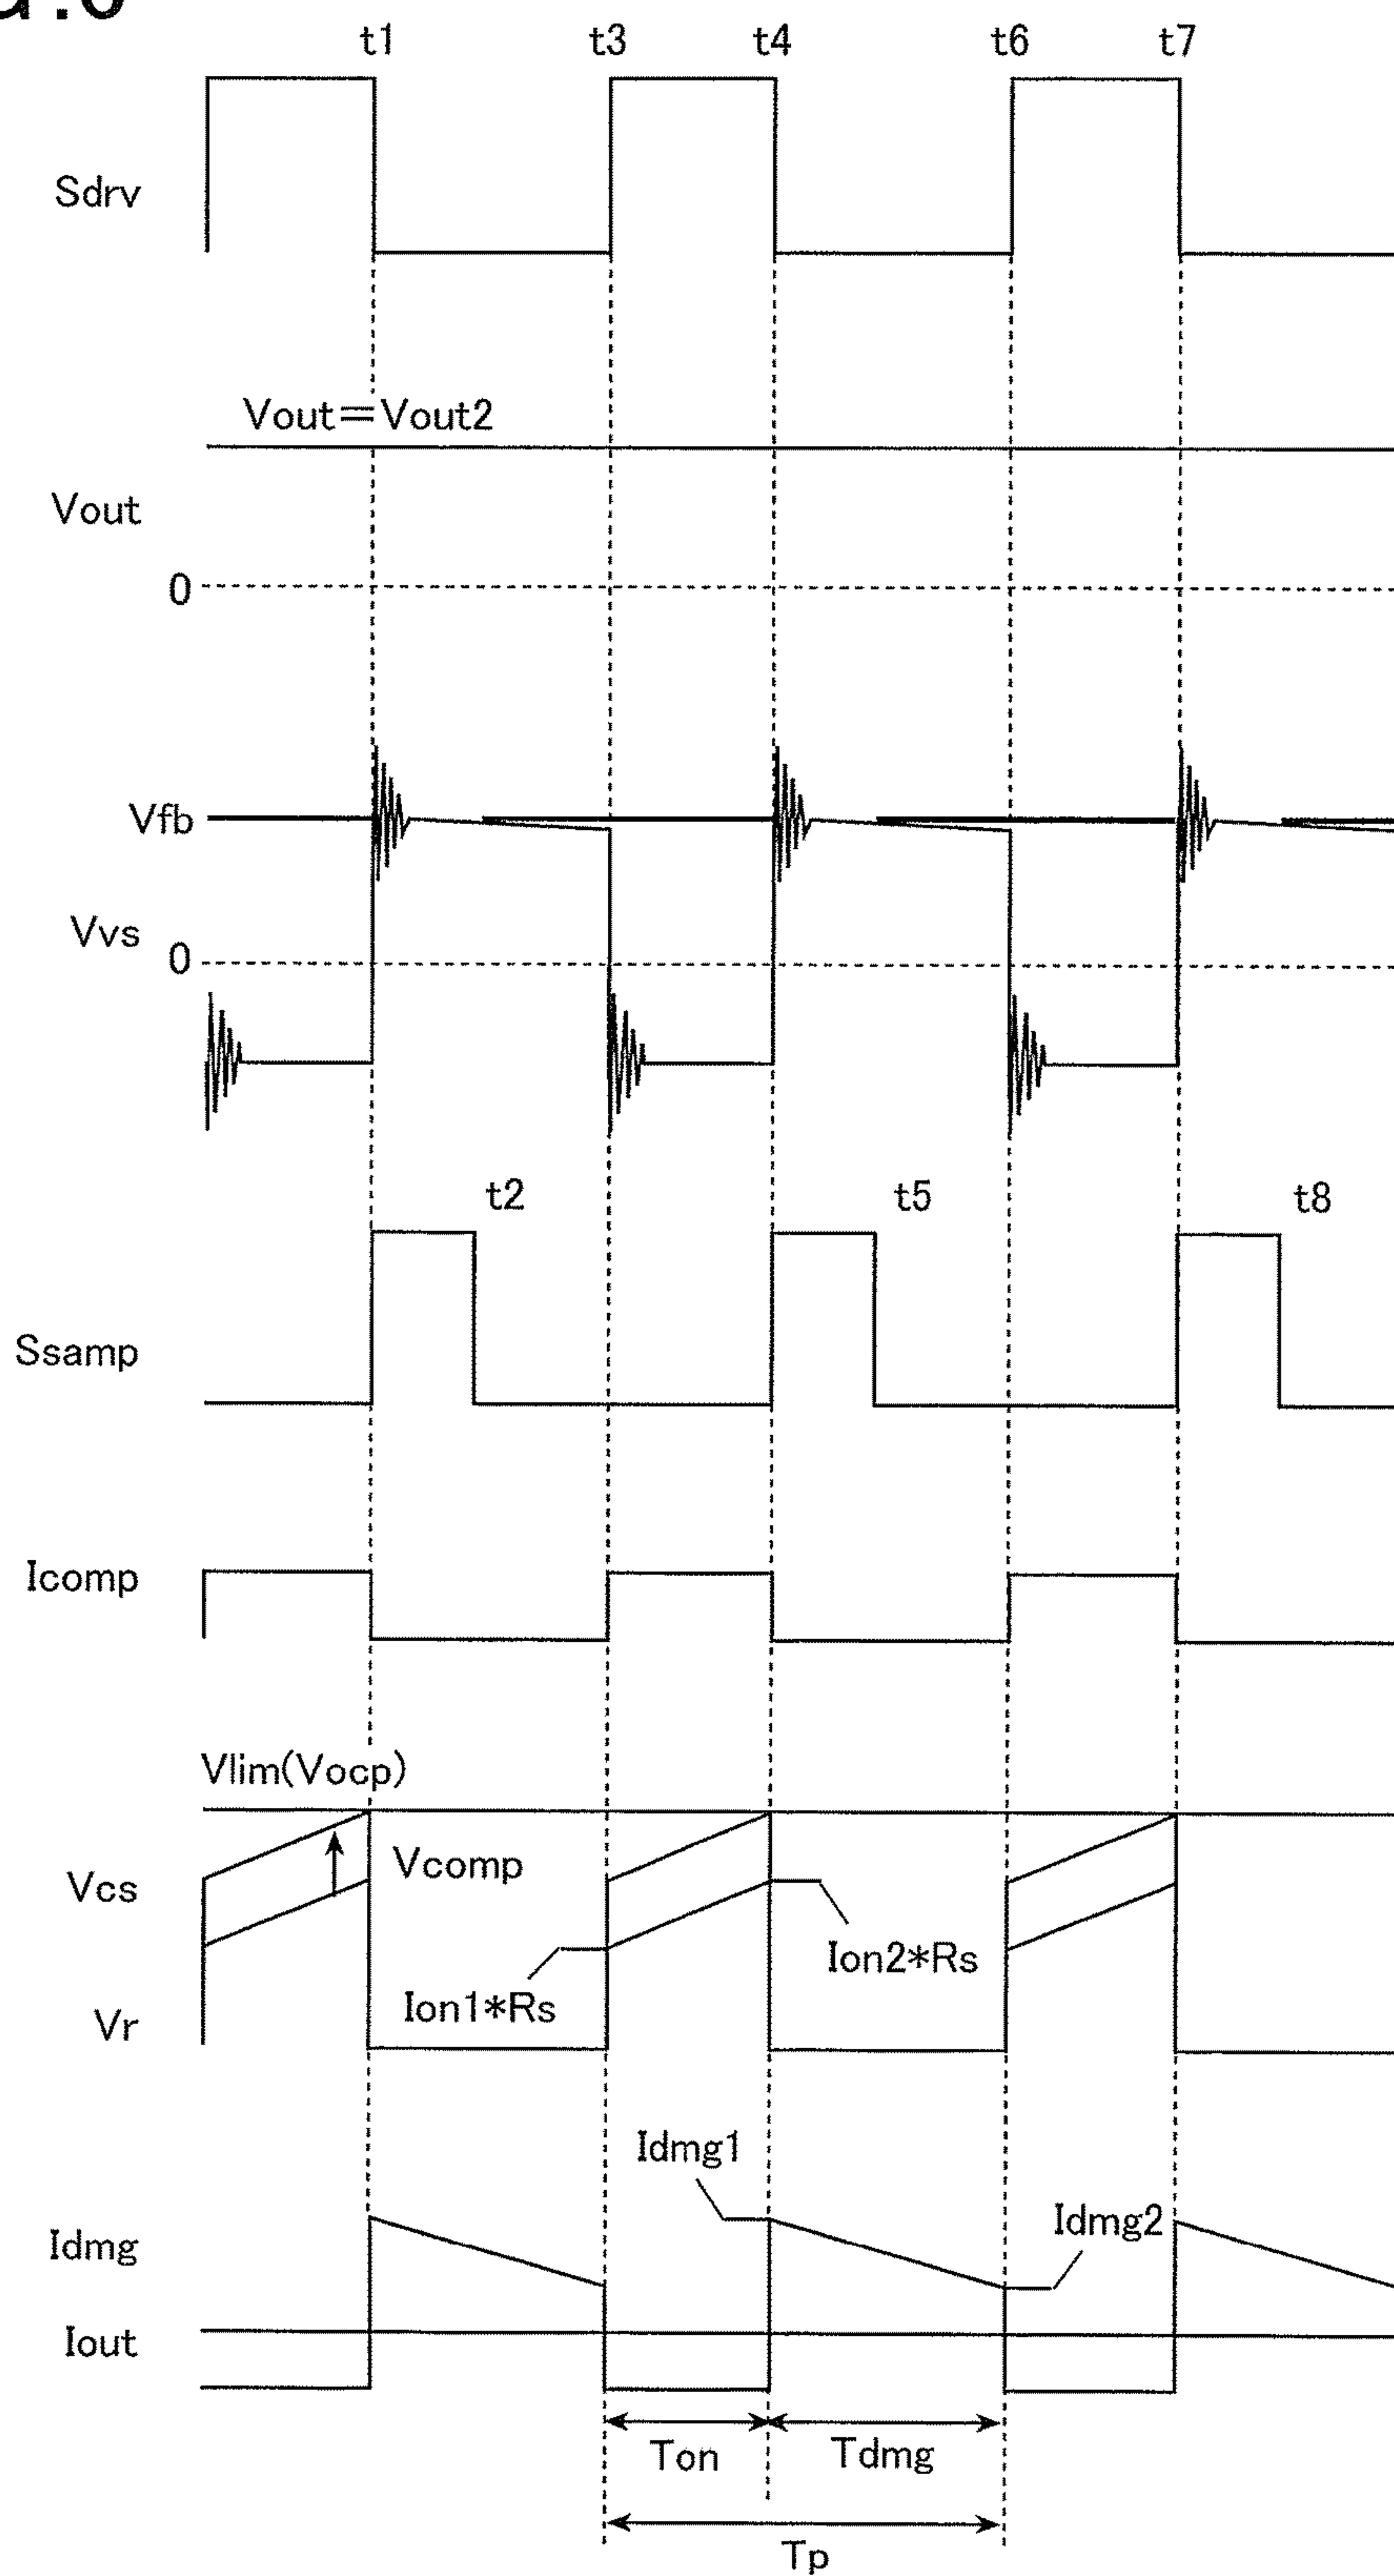 t1 t3 t4 t6 t7
Sdrv
Vout=Vout2
Vout
0
Vfb
Vvs
0
t2 t5 t8
Ssamp
Icomp
Vlim(Vocp)
Vcomp
Vcs
Ion2*Rs
Ion1*Rs
Vr
Idmg1
Idmg2
Idmg
Iout
Ton Tdmg
Tp